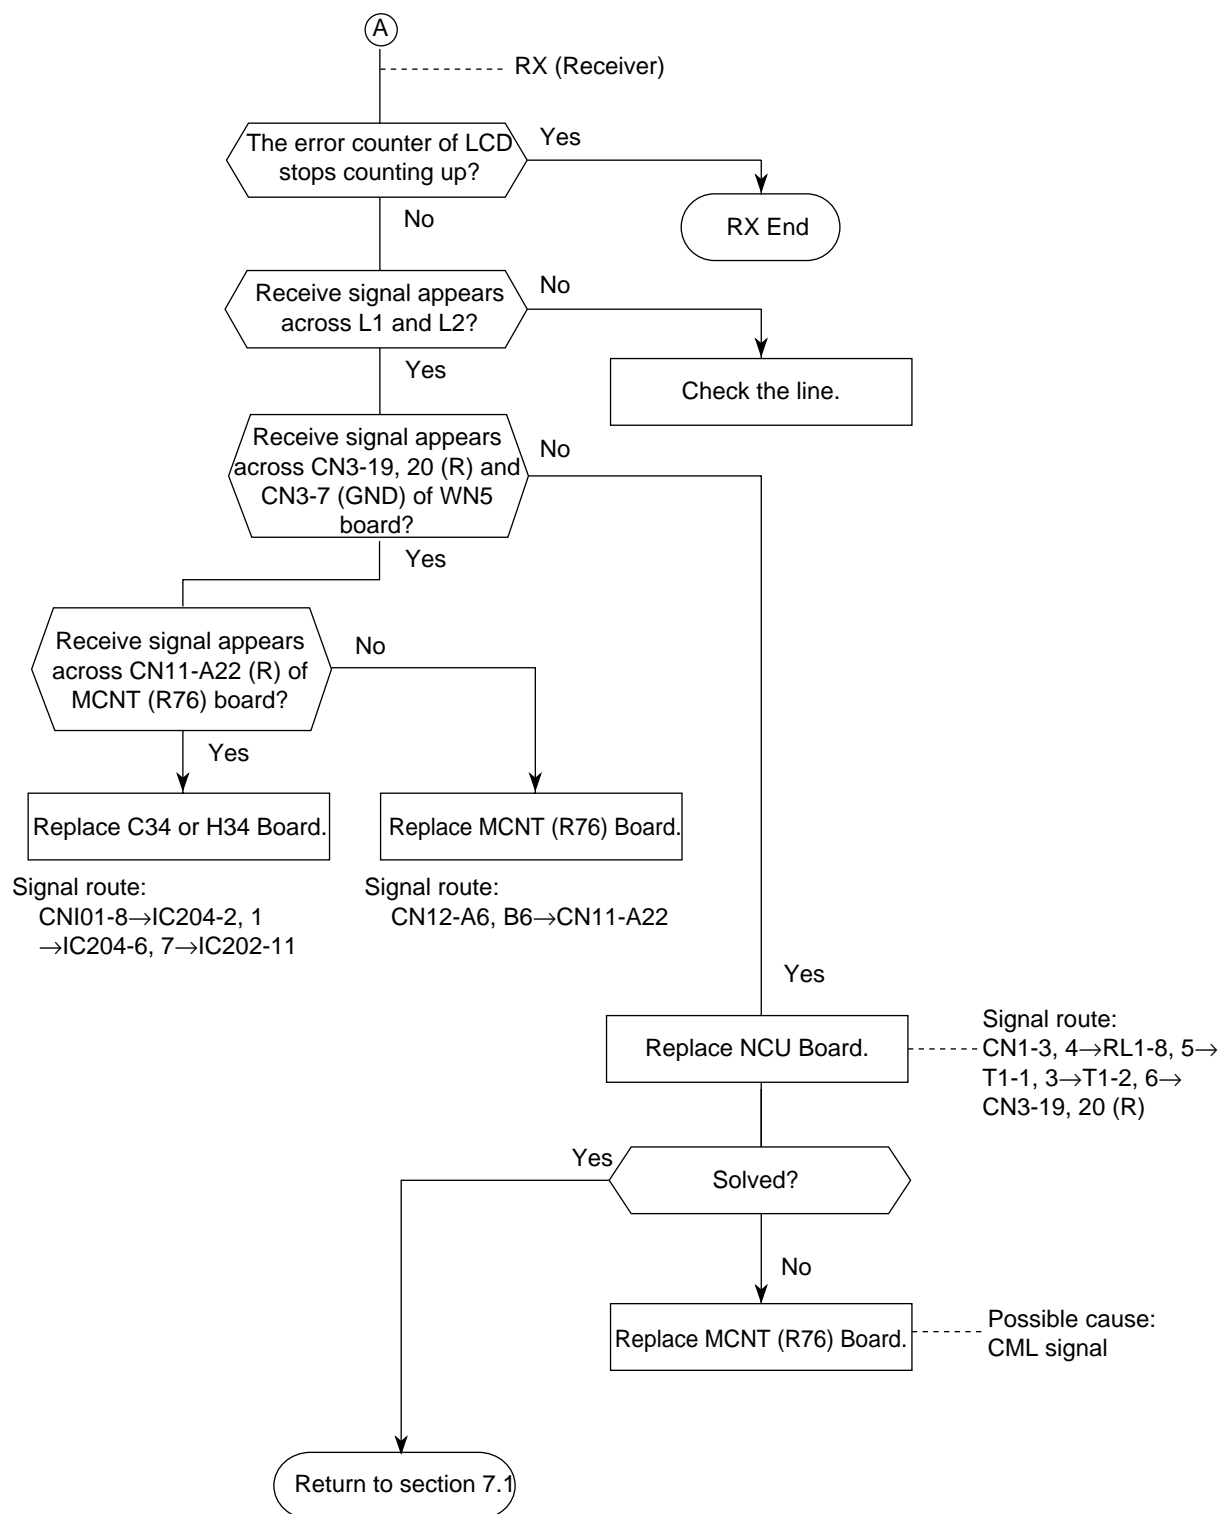 A
RX (Receiver)
The error counter of LCD
stops counting up?
Yes
RX End
No
Receive signal appears
across L1 and L2?
No
Check the line.
Yes
Receive signal appears
across CN3-19, 20 (R) and
CN3-7 (GND) of WN5
board?
No
Yes
Receive signal appears
across CN11-A22 (R) of
MCNT (R76) board?
No
Yes
Replace C34 or H34 Board.
Replace MCNT (R76) Board.
Signal route:
CNI01-8→IC204-2, 1
→IC204-6, 7→IC202-11
Signal route:
CN12-A6, B6→CN11-A22
Yes
Replace NCU Board.
Signal route:
CN1-3, 4→RL1-8, 5→
T1-1, 3→T1-2, 6→
CN3-19, 20 (R)
Yes
Solved?
No
Replace MCNT (R76) Board.
Possible cause:
CML signal
Return to section 7.1